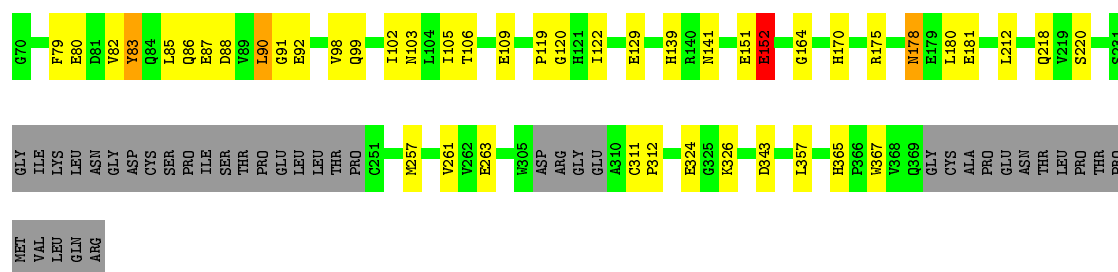 G70 F79 E80 D81 V82 Y83 Q84 L85 Q86 E87 D88 V89 L90 G91 E92 V98 Q99 I102 N103 L104 I105 T106 E109 P119 G120 H121 I122 E129 H139 R140 N141 E151 E152 G164 H170 R175 N178 E179 L180 E181 L212 Q218 V219 S220 S231
GLY ILE LYS LEU ASN GLY ASP CYS SER PRO ILE SER THR PRO GLU LEU LEU THR PRO C251 M257 V261 V262 E263 W305 ASP ARG GLY GLU A310 C311 P312 E324 G325 K326 D343 L357 H365 P366 W367 V368 Q369 GLY CYS ALA PRO GLU ASN THR LEU PRO THR PRO
MET VAL LEU GLN ARG